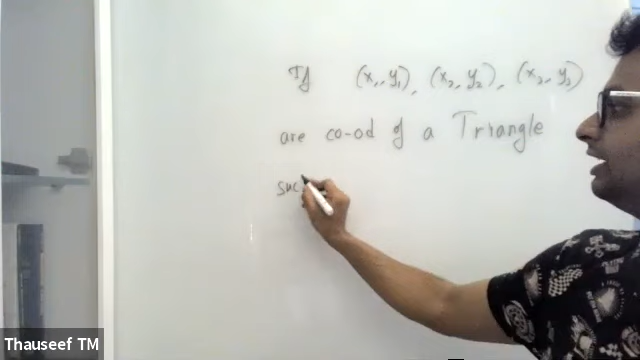 If (x₁, y₁), (x₂, y₂), (x₃, y₃)
are co-od of a Triangle
suc
Thauseef TM